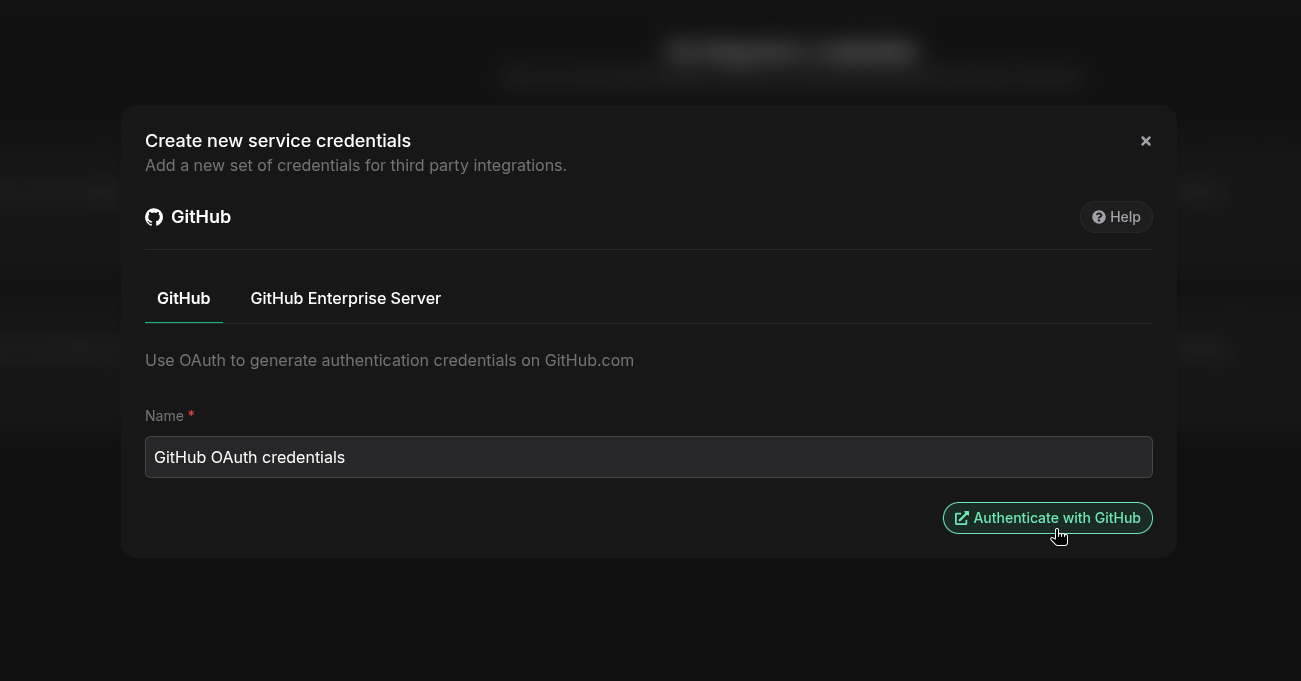 Create new service credentials
Add a new set of credentials for third party integrations.
GitHub
Help
GitHub GitHub Enterprise Server
Use OAuth to generate authentication credentials on GitHub.com
Name *
GitHub OAuth credentials
Authenticate with GitHub